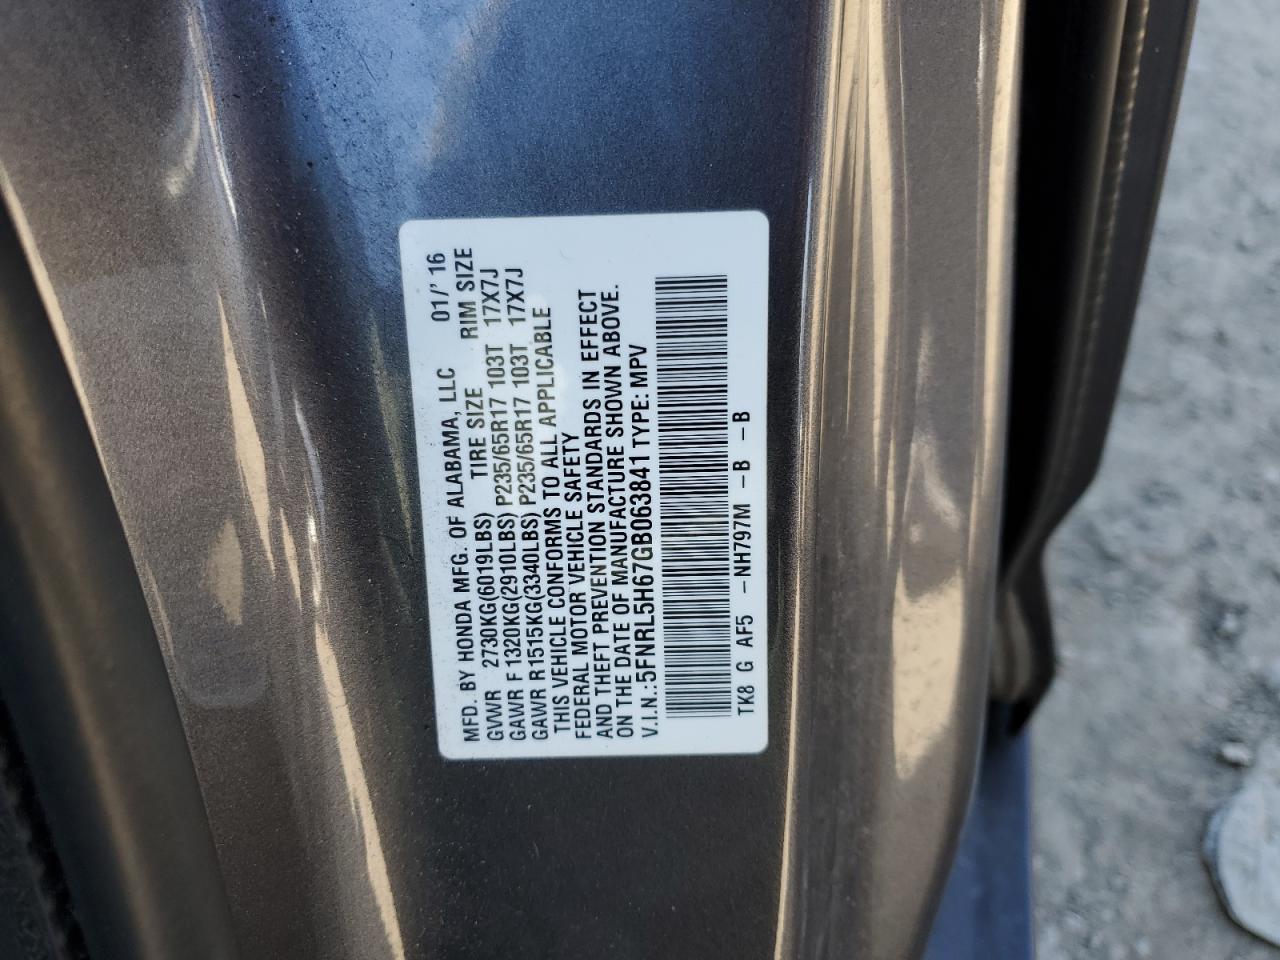 MFD. BY HONDA MFG. OF ALABAMA, LLC 01/'16
TIRE SIZE RIM SIZE
GVWR 2730KG(6019LBS)
GAWR F 1320KG(2910LBS) P235/65R17 103T 17X7J
GAWR R1515KG(3340LBS) P235/65R17 103T 17X7J
THIS VEHICLE CONFORMS TO ALL APPLICABLE
FEDERAL MOTOR VEHICLE SAFETY
AND THEFT PREVENTION STANDARDS IN EFFECT
ON THE DATE OF MANUFACTURE SHOWN ABOVE.
V.I.N.:5FNRL5H67GB063841 TYPE: MPV
TK8 G AF5 -NH797M -B -B